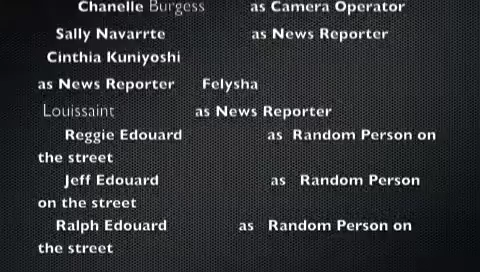 Chanelle Burgess as Camera Operator
Sally Navarrte as News Reporter
Cinthia Kuniyoshi
as News Reporter Felysha
Louissaint as News Reporter
Reggie Edouard as Random Person on
the street
Jeff Edouard as Random Person
on the street
Ralph Edouard as Random Person on
the street